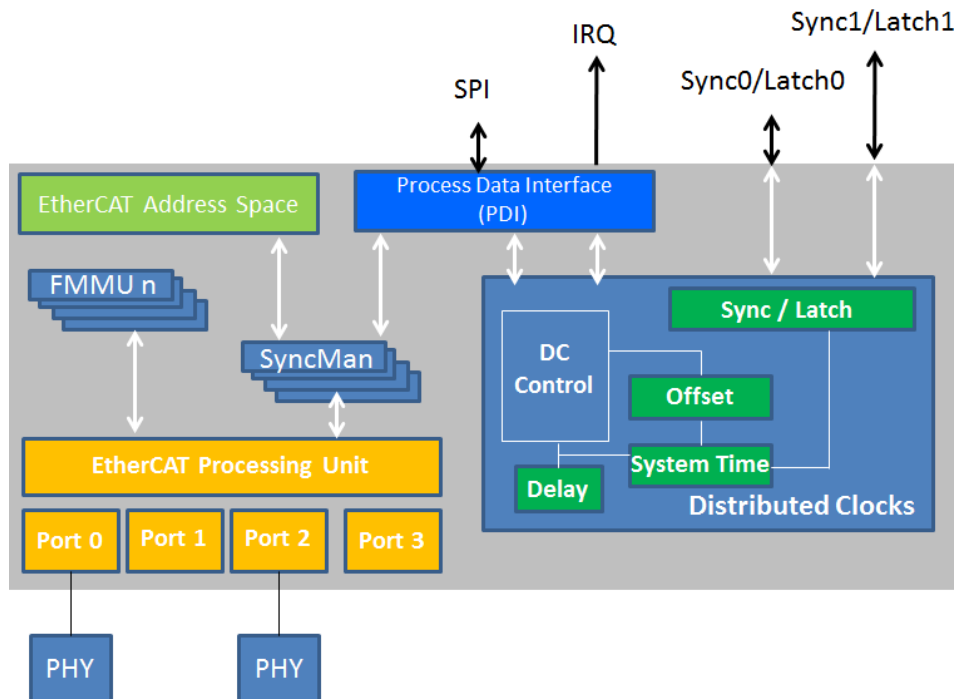 Sync1/Latch1
IRQ
Sync0/Latch0
SPI
Process Data Interface
(PDI)
EtherCAT Address Space
FMMU n
Sync / Latch
SyncMan
DC
Control
Offset
EtherCAT Processing Unit
System Time
Delay
Distributed Clocks
Port 0
Port 1
Port 2
Port 3
PHY
PHY